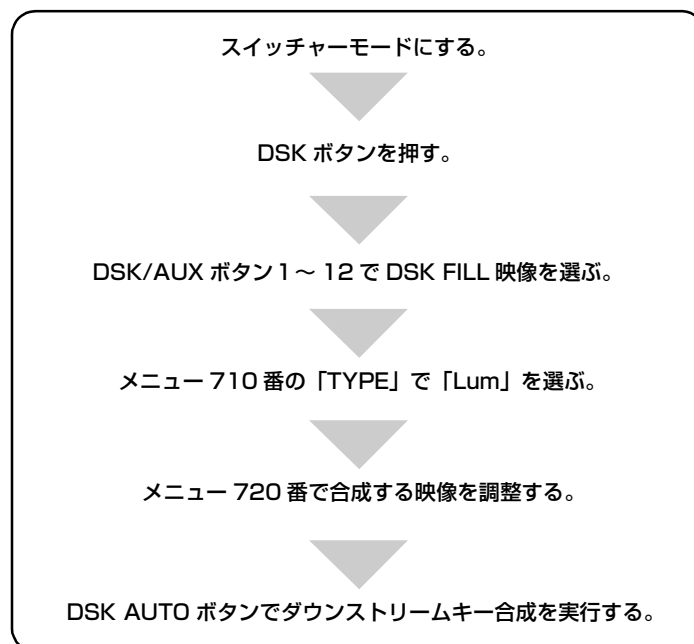 スイッチャーモードにする。
DSK ボタンを押す。
DSK/AUX ボタン 1 ～ 12 で DSK FILL 映像を選ぶ。
メニュー 710 番の「TYPE」で「Lum」を選ぶ。
メニュー 720 番で合成する映像を調整する。
DSK AUTO ボタンでダウンストリームキー合成を実行する。